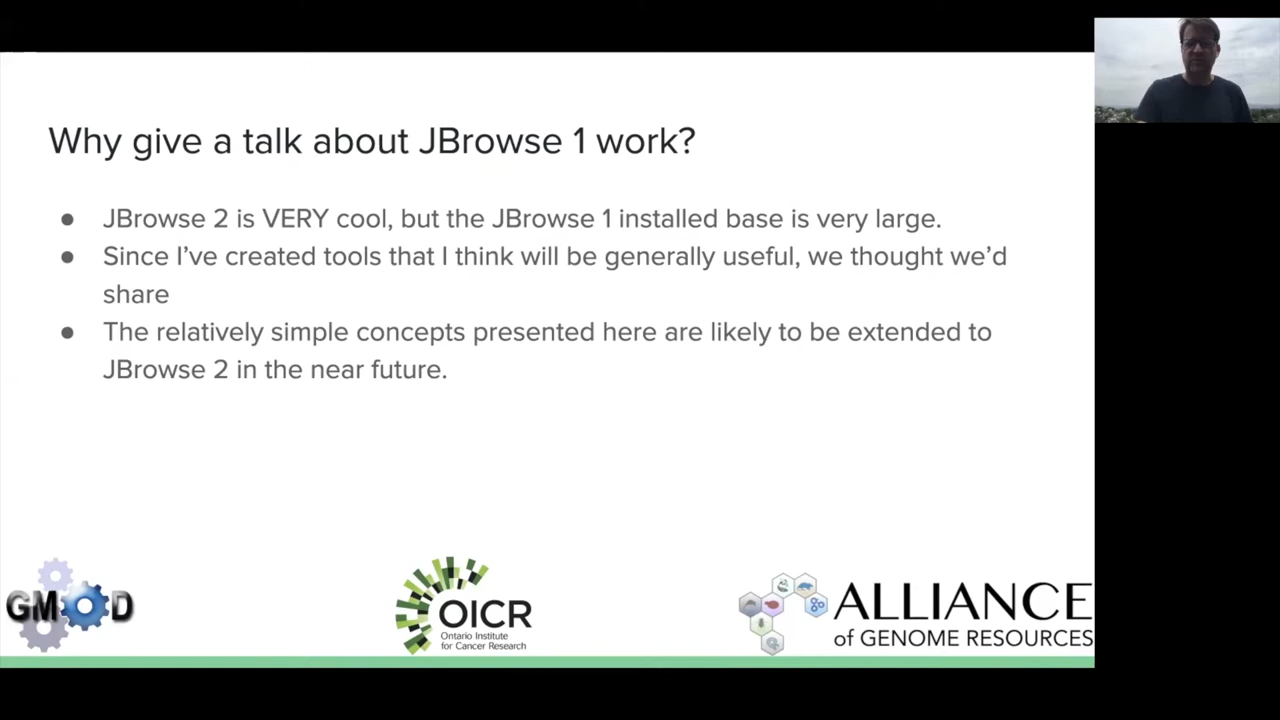 Why give a talk about JBrowse 1 work?
● JBrowse 2 is VERY cool, but the JBrowse 1 installed base is very large.
● Since I’ve created tools that I think will be generally useful, we thought we’d
share
● The relatively simple concepts presented here are likely to be extended to
JBrowse 2 in the near future.
GMOD
OICR
Ontario Institute
for Cancer Research
ALLIANCE
of GENOME RESOURCES